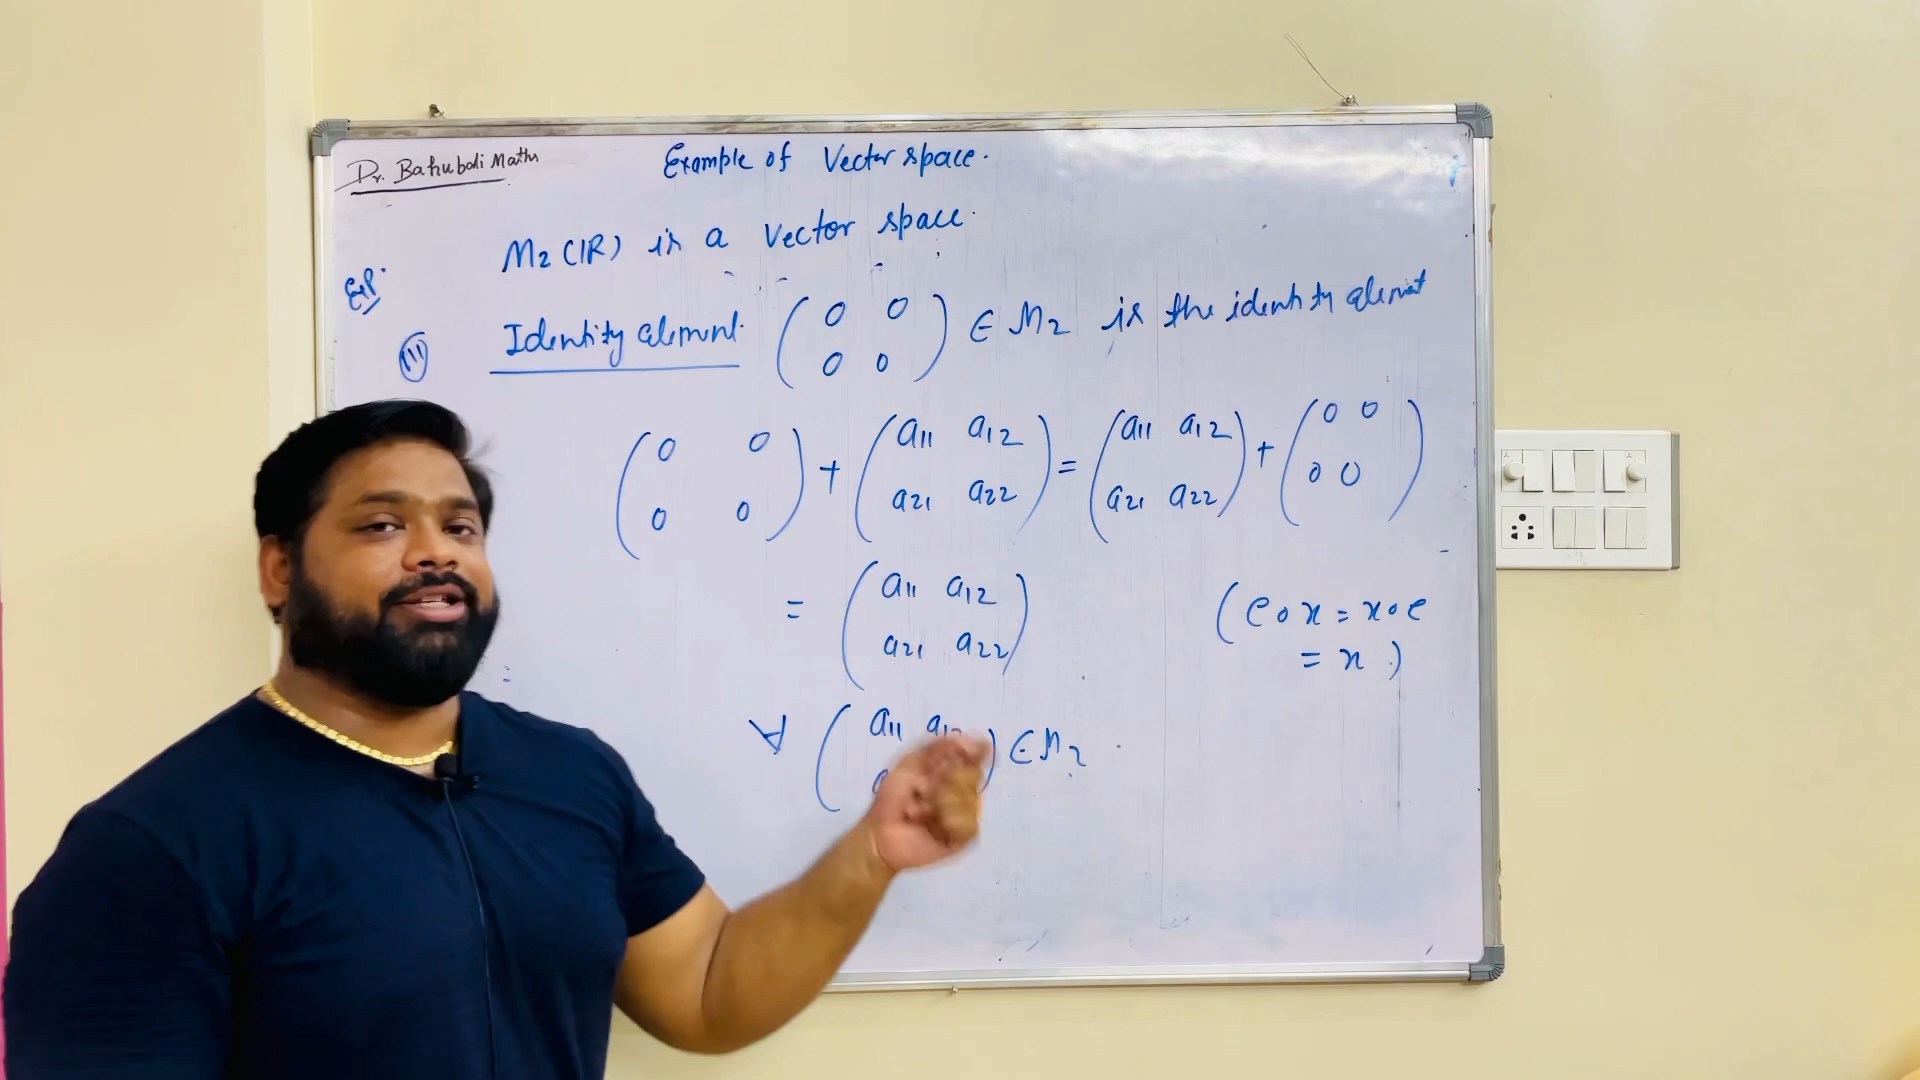 Dr. Bahubali Maths
Example of Vector space.
M2 (IR) is a Vector space.
Exp.
(III) Identity element. ( 0 0 ) ∈ M2 is the identity element
0 0
( 0 0 ) + ( a11 a12 ) = ( a11 a12 ) + ( 0 0 )
0 0 a21 a22 a21 a22 0 0
= ( a11 a12 )
a21 a22
( e o x = x o e
= x )
∀ ( a11 a12 ) ∈ M2